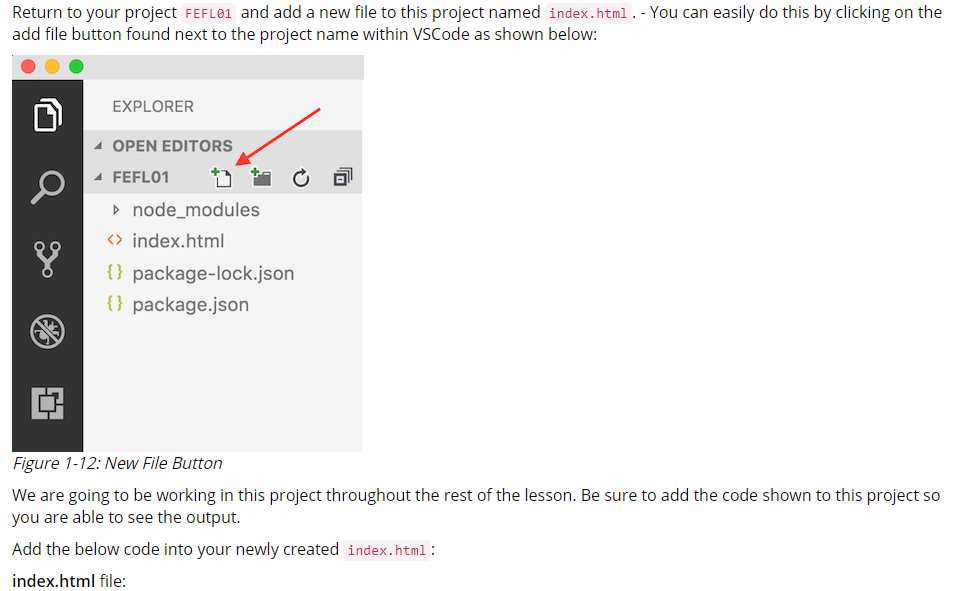 Return to your project FEFL01 and add a new file to this project named index.html. - You can easily do this by clicking on the
add file button found next to the project name within VSCode as shown below:
EXPLORER
OPEN EDITORS
FEFL01
node_modules
index.html
package-lock.json
package.json
Figure 1-12: New File Button
We are going to be working in this project throughout the rest of the lesson. Be sure to add the code shown to this project so
you are able to see the output.
Add the below code into your newly created index.html:
index.html file: